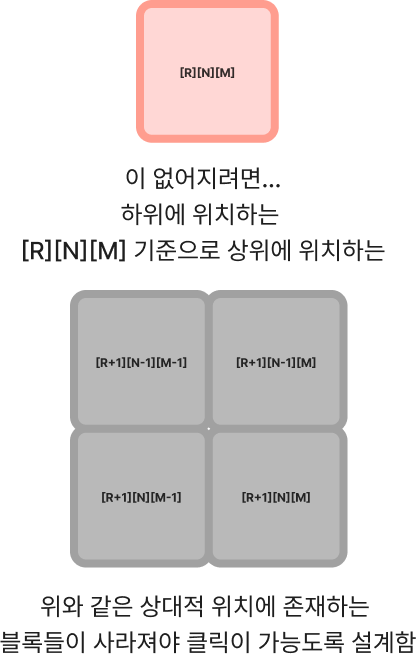 [R][N][M]
이 없어지려면...
하위에 위치하는
[R][N][M] 기준으로 상위에 위치하는
[R+1][N-1][M-1] [R+1][N-1][M]
[R+1][N][M-1] [R+1][N][M]
위와 같은 상대적 위치에 존재하는
블록들이 사라져야 클릭이 가능도록 설계함